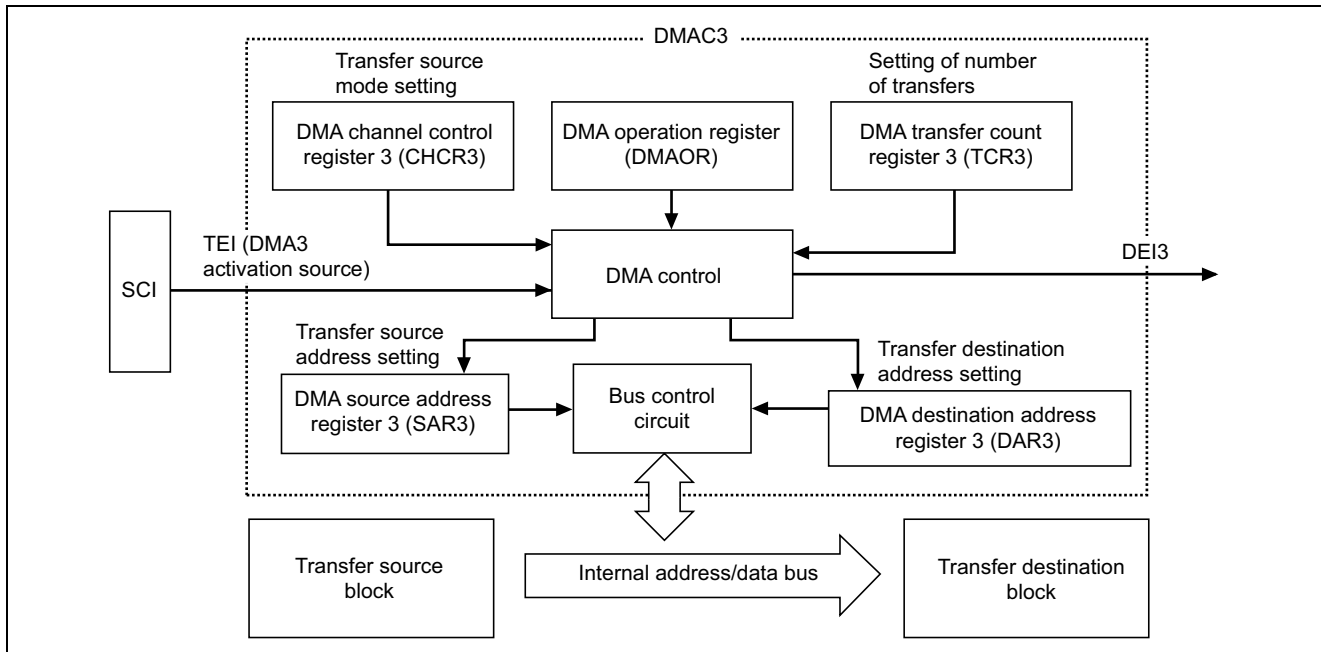 DMAC3
Transfer source
mode setting
Setting of number
of transfers
DMA channel control
register 3 (CHCR3)
DMA operation register
(DMAOR)
DMA transfer count
register 3 (TCR3)
SCI
TEI (DMA3
activation source)
DMA control
DEI3
Transfer source
address setting
Transfer destination
address setting
DMA source address
register 3 (SAR3)
Bus control
circuit
DMA destination address
register 3 (DAR3)
Transfer source
block
Internal address/data bus
Transfer destination
block